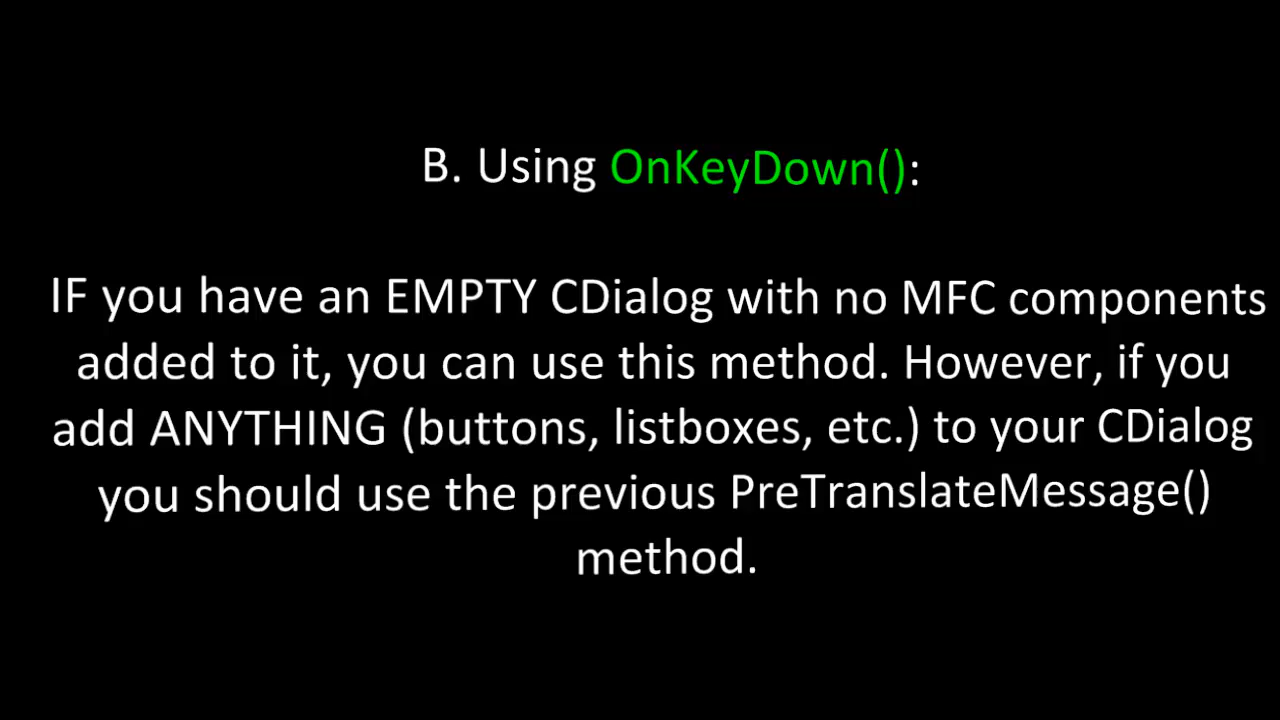 B. Using OnKeyDown():
IF you have an EMPTY CDialog with no MFC components
added to it, you can use this method. However, if you
add ANYTHING (buttons, listboxes, etc.) to your CDialog
you should use the previous PreTranslateMessage()
method.